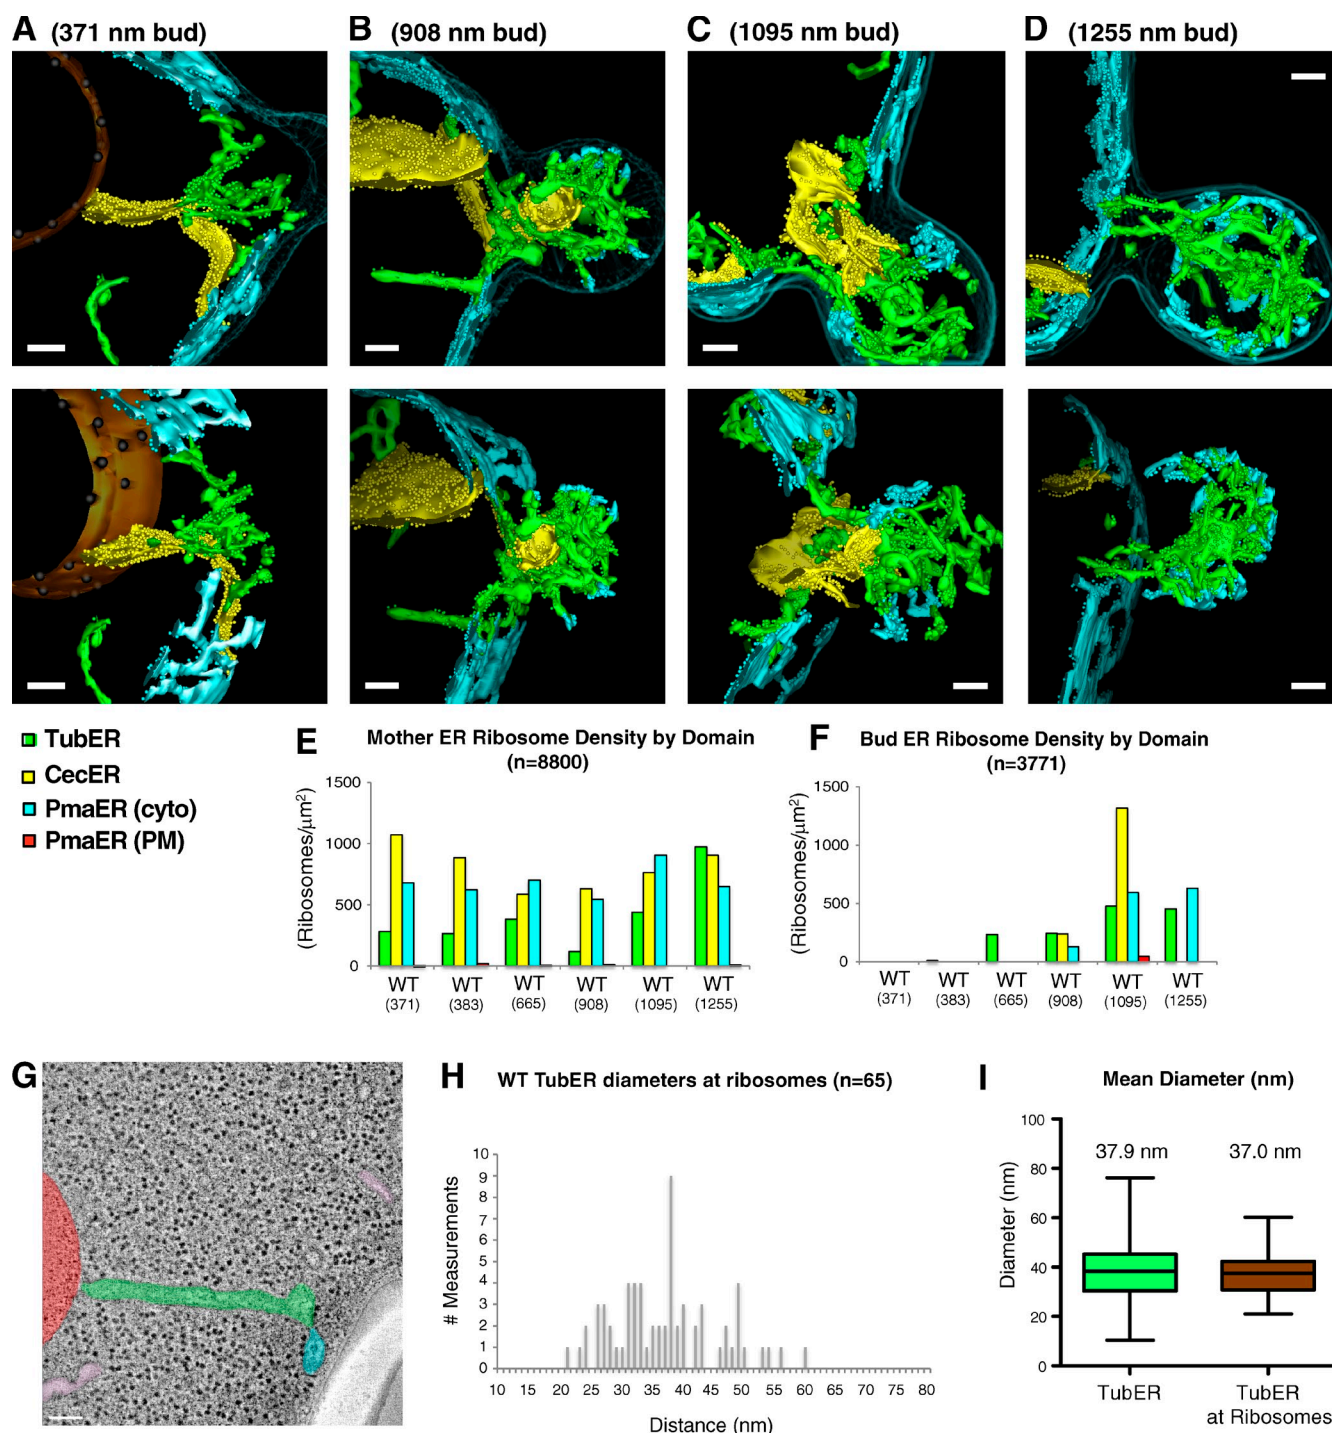 A (371 nm bud)
B (908 nm bud)
C (1095 nm bud)
D (1255 nm bud)
TubER
CecER
PmaER (cyto)
PmaER (PM)
E Mother ER Ribosome Density by Domain
(n=8800)
(Ribosomes/μm²)
1500
1000
500
0
WT WT WT WT WT WT
(371) (383) (665) (908) (1095) (1255)
F Bud ER Ribosome Density by Domain
(n=3771)
(Ribosomes/μm²)
1500
1000
500
0
WT WT WT WT WT WT
(371) (383) (665) (908) (1095) (1255)
G
H WT TubER diameters at ribosomes (n=65)
# Measurements
10
9
8
7
6
5
4
3
2
1
0
10 15 20 25 30 35 40 45 50 55 60 65 70 75 80
Distance (nm)
I Mean Diameter (nm)
Diameter (nm)
100
80
60
40
20
0
37.9 nm 37.0 nm
TubER TubER
at Ribosomes